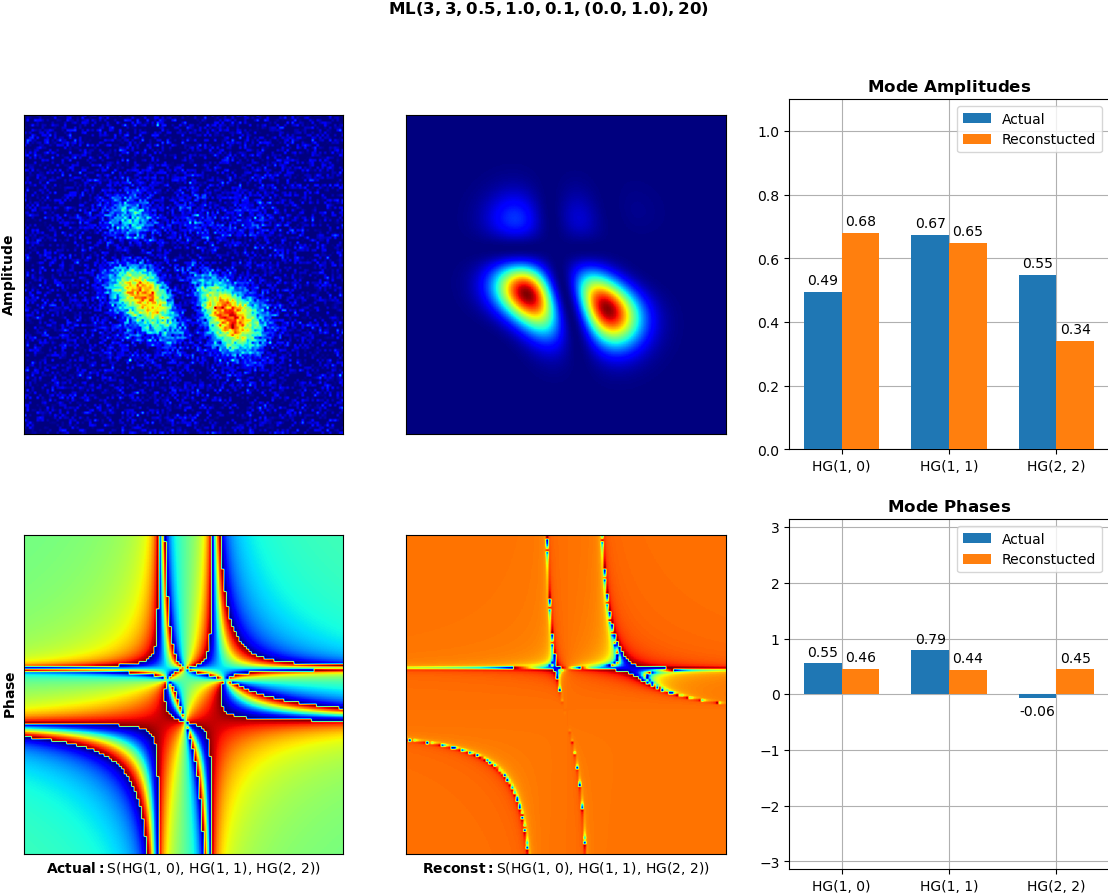 ML(3, 3, 0.5, 1.0, 0.1, (0.0, 1.0), 20)
Amplitude
Mode Amplitudes
Actual
Reconstucted
1.0
0.8
0.6
0.4
0.2
0.0
0.49
0.68
0.67
0.65
0.55
0.34
HG(1, 0)
HG(1, 1)
HG(2, 2)
Phase
Actual: S(HG(1, 0), HG(1, 1), HG(2, 2))
Reconst: S(HG(1, 0), HG(1, 1), HG(2, 2))
Mode Phases
Actual
Reconstucted
3
2
1
0
−1
−2
−3
0.55
0.46
0.79
0.44
-0.06
0.45
HG(1, 0)
HG(1, 1)
HG(2, 2)